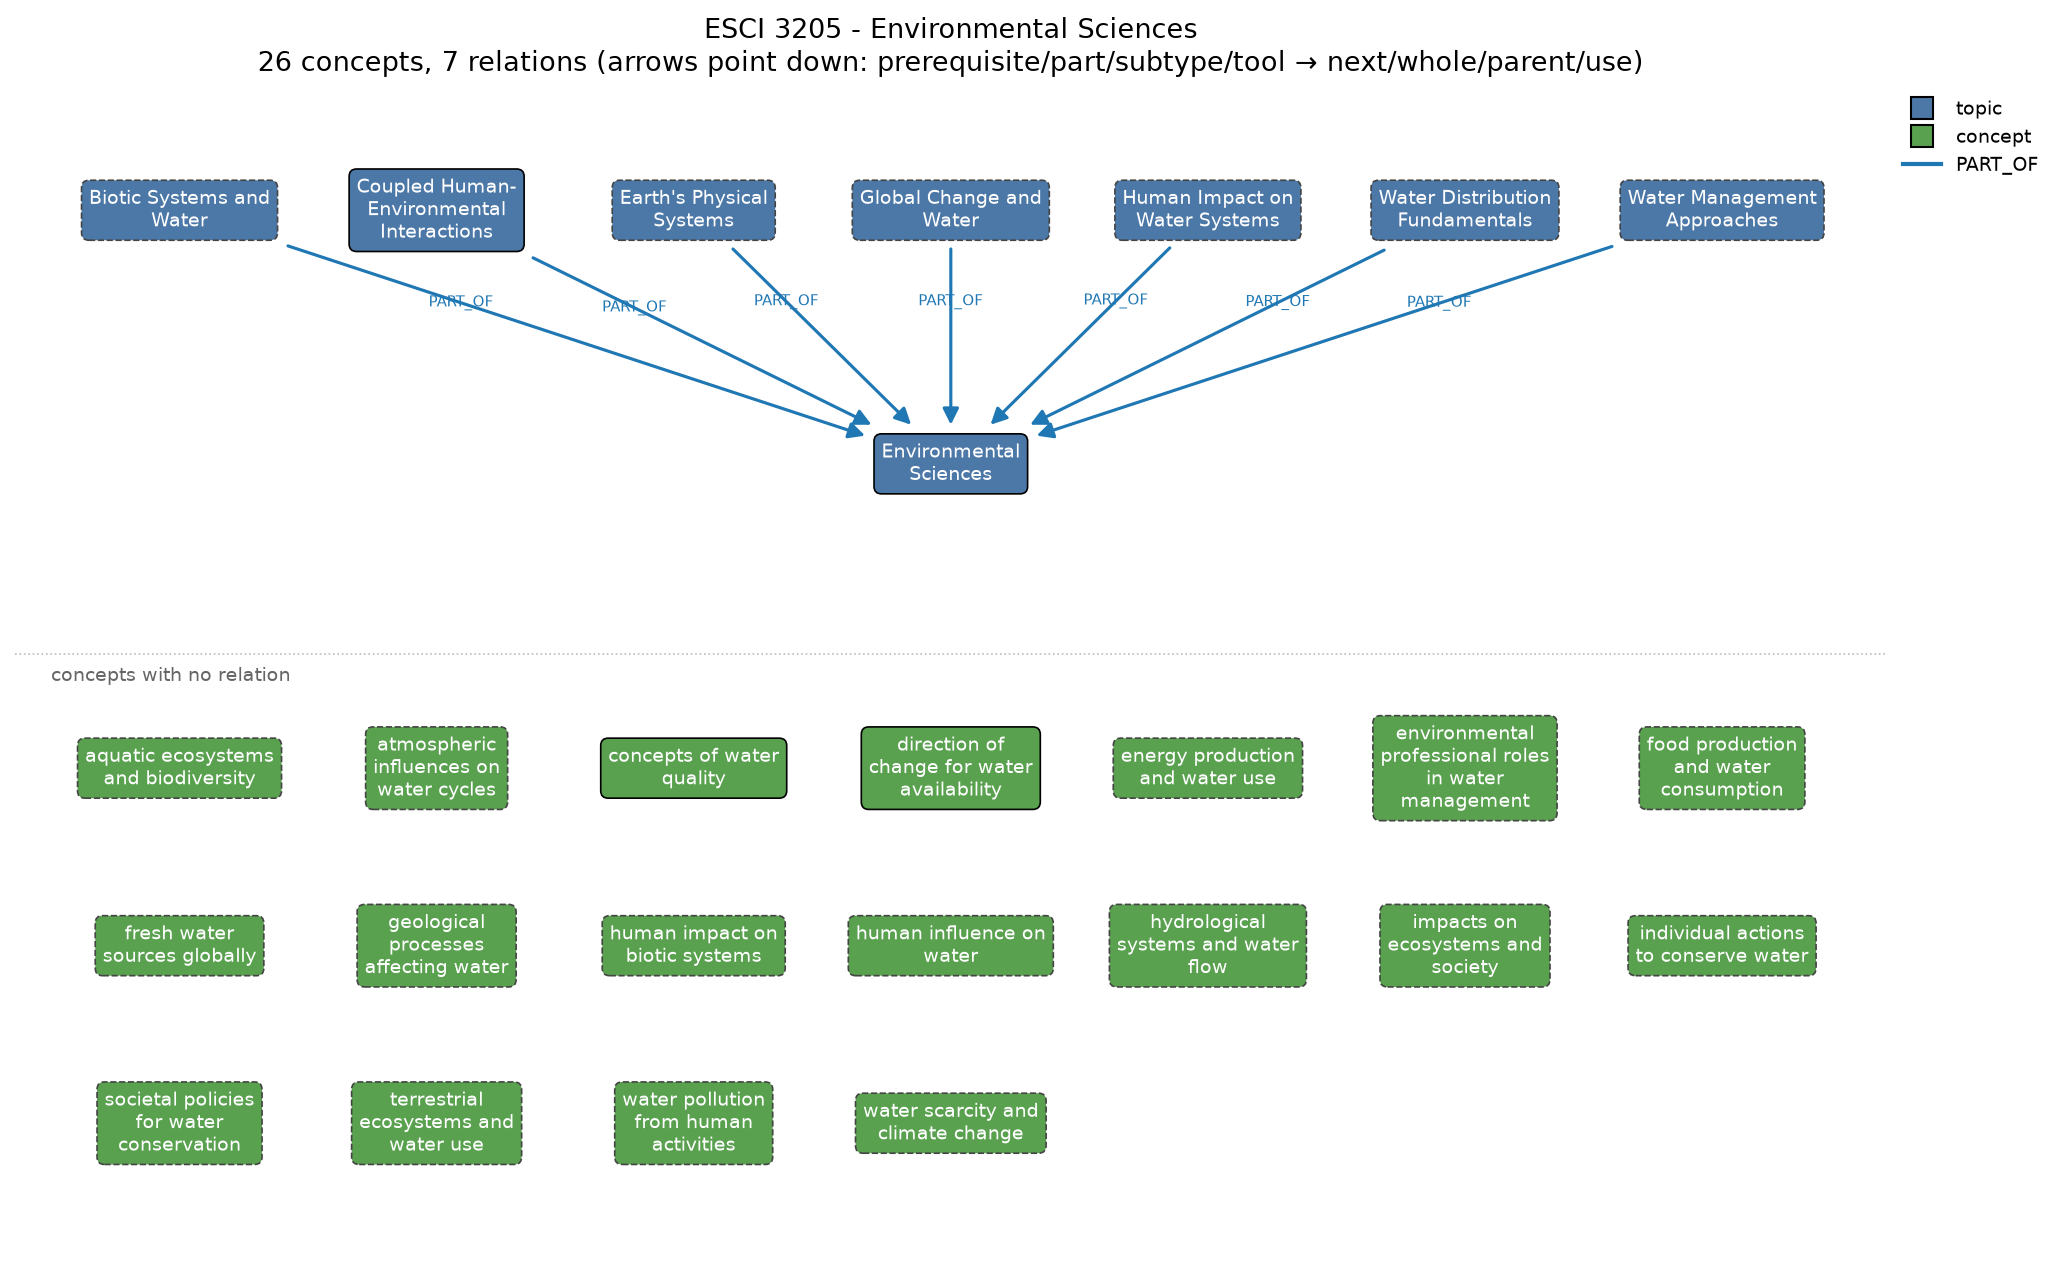 ESCI 3205 - Environmental Sciences
26 concepts, 7 relations (arrows point down: prerequisite/part/subtype/tool → next/whole/parent/use)
topic
concept
PART_OF
Biotic Systems and
Water
Coupled Human-
Environmental
Interactions
Earth's Physical
Systems
Global Change and
Water
Human Impact on
Water Systems
Water Distribution
Fundamentals
Water Management
Approaches
PART_OF
PART_OF
PART_OF
PART_OF
PART_OF
PART_OF
PART_OF
Environmental
Sciences
concepts with no relation
aquatic ecosystems
and biodiversity
atmospheric
influences on
water cycles
concepts of water
quality
direction of
change for water
availability
energy production
and water use
environmental
professional roles
in water
management
food production
and water
consumption
fresh water
sources globally
geological
processes
affecting water
human impact on
biotic systems
human influence on
water
hydrological
systems and water
flow
impacts on
ecosystems and
society
individual actions
to conserve water
societal policies
for water
conservation
terrestrial
ecosystems and
water use
water pollution
from human
activities
water scarcity and
climate change